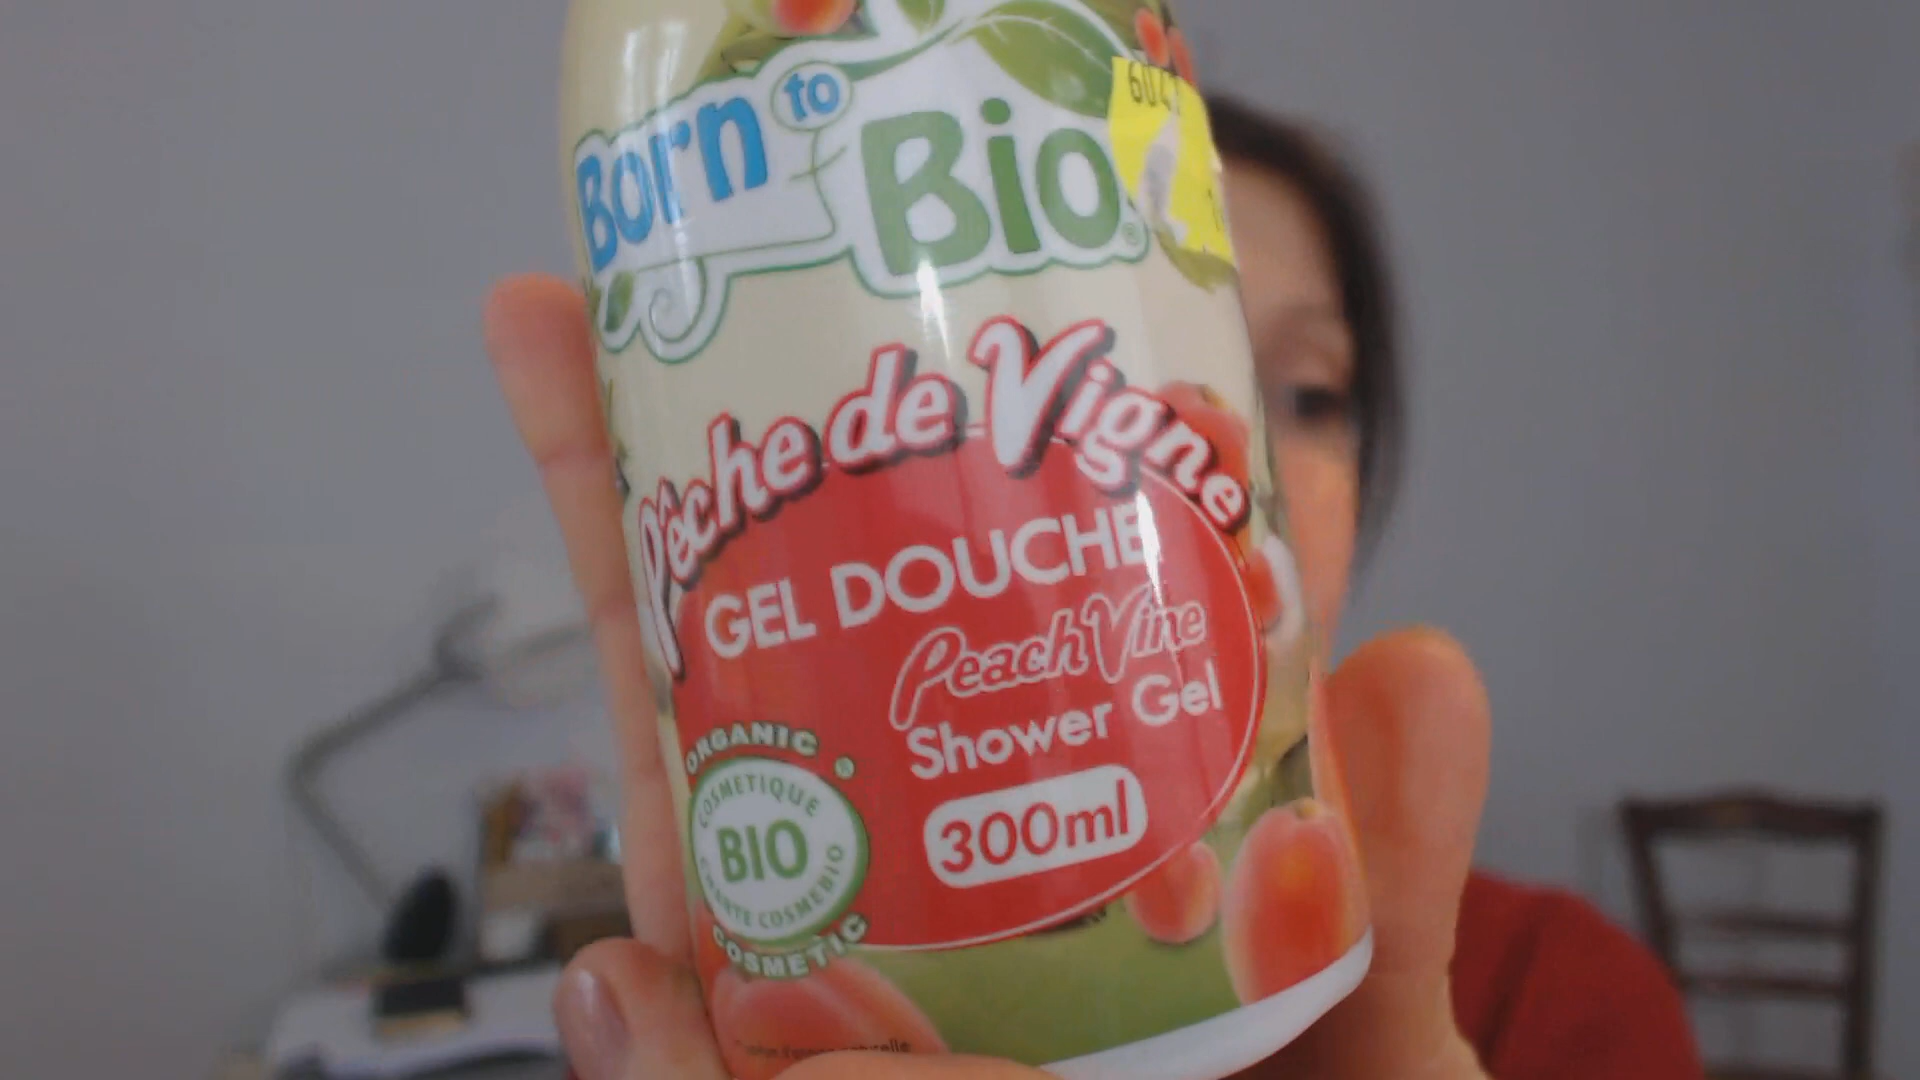 Born to Bio®
Pêche de Vigne
GEL DOUCHE
Peach Vine
Shower Gel
300ml
ORGANIC
COSMETIQUE
BIO
CHARTE COSMEBIO
COSMETIC